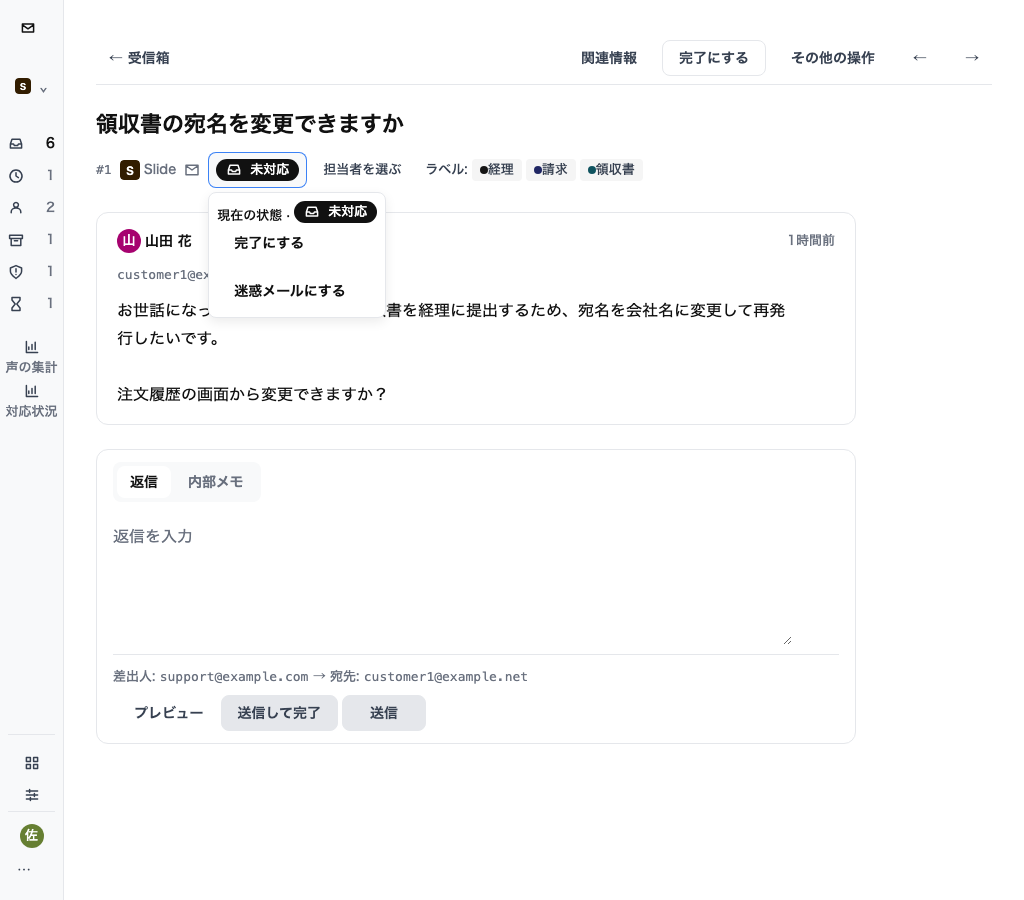 ← 受信箱
関連情報
完了にする
その他の操作
←
→
S
6
1
2
1
1
1
声の集計
対応状況
領収書の宛名を変更できますか
#1 S Slide 未対応 担当者を選ぶ ラベル: 経理 請求 領収書
現在の状態 · 未対応
完了にする
迷惑メールにする
山 山田 花
1時間前
customer1@ex
お世話になっ
書を経理に提出するため、宛名を会社名に変更して再発
行したいです。
注文履歴の画面から変更できますか？
返信 内部メモ
返信を入力
差出人: support@example.com → 宛先: customer1@example.net
プレビュー 送信して完了 送信
佐
…